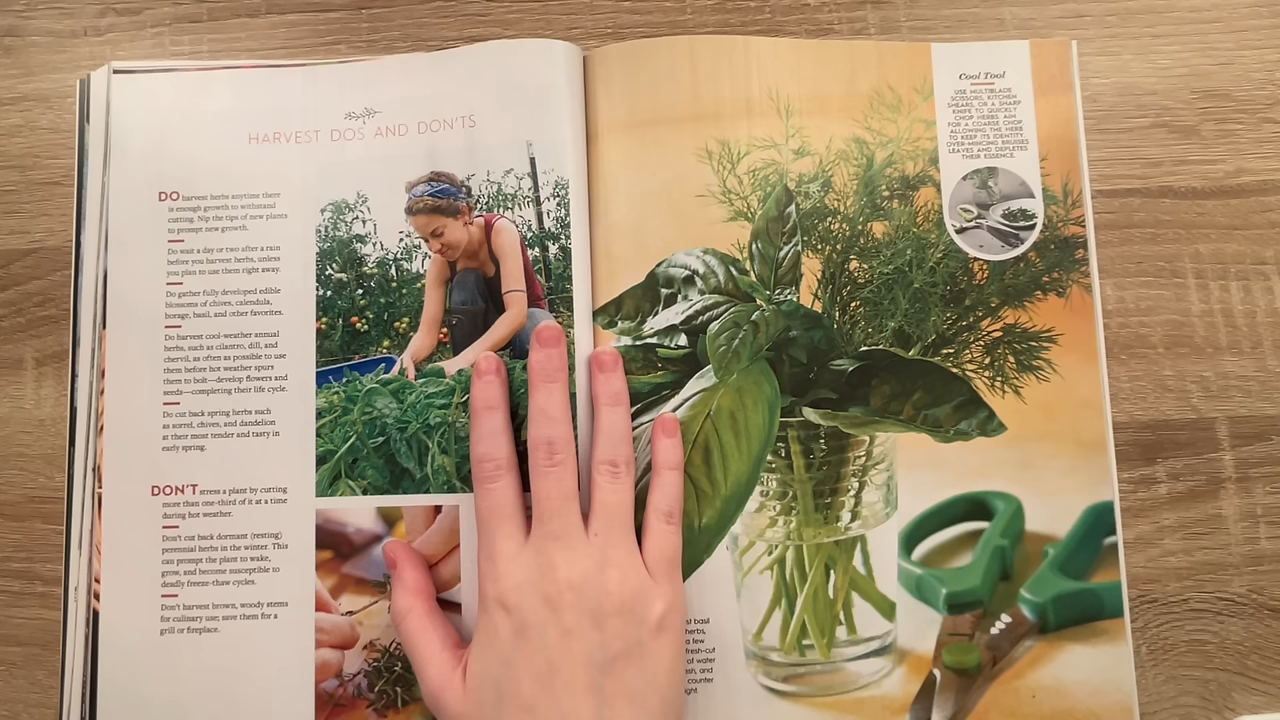 HARVEST DOS AND DON'TS
DO harvest herbs anytime there
is enough growth to withstand
cutting. Nip the tips of new plants
to prompt new growth.
Do wait a day or two after a rain
before you harvest herbs, unless
you plan to use them right away.
Do gather fully developed edible
blossoms of chives, calendula,
borage, basil, and other favorites.
Do harvest cool-weather annual
herbs, such as cilantro, dill, and
chervil, as often as possible to use
them before hot weather spurs
them to bolt—develop flowers and
seeds—completing their life cycle.
Do cut back spring herbs such
as sorrel, chives, and dandelion
at their most tender and tasty in
early spring.
DON'T stress a plant by cutting
more than one-third of it at a time
during hot weather.
Don't cut back dormant (resting)
perennial herbs in the winter. This
can prompt the plant to wake,
grow, and become susceptible to
deadly freeze-thaw cycles.
Don't harvest brown, woody stems
for culinary use; save them for a
grill or fireplace.
Cool Tool
USE MULTIBLADE
SCISSORS, KITCHEN
SHEARS, OR A SHARP
KNIFE TO QUICKLY
CHOP HERBS. AIM
FOR A COARSE CHOP,
ALLOWING THE HERB
TO KEEP ITS IDENTITY.
OVER-MINCING BRUISES
LEAVES AND DEPLETES
THEIR ESSENCE.
basil
herbs,
a few
fresh-cut
of water
and
counter